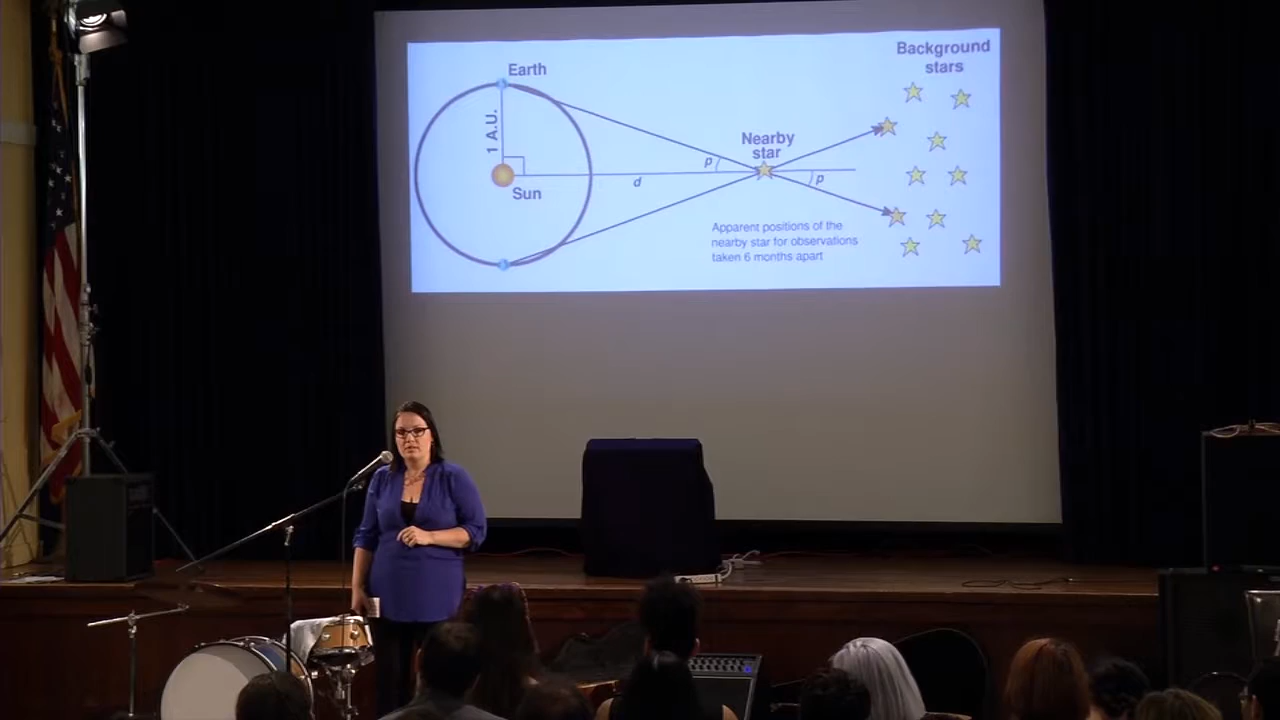 Background
stars
Earth
1 A.U.
Nearby
star
p
d
p
Sun
Apparent positions of the
nearby star for observations
taken 6 months apart